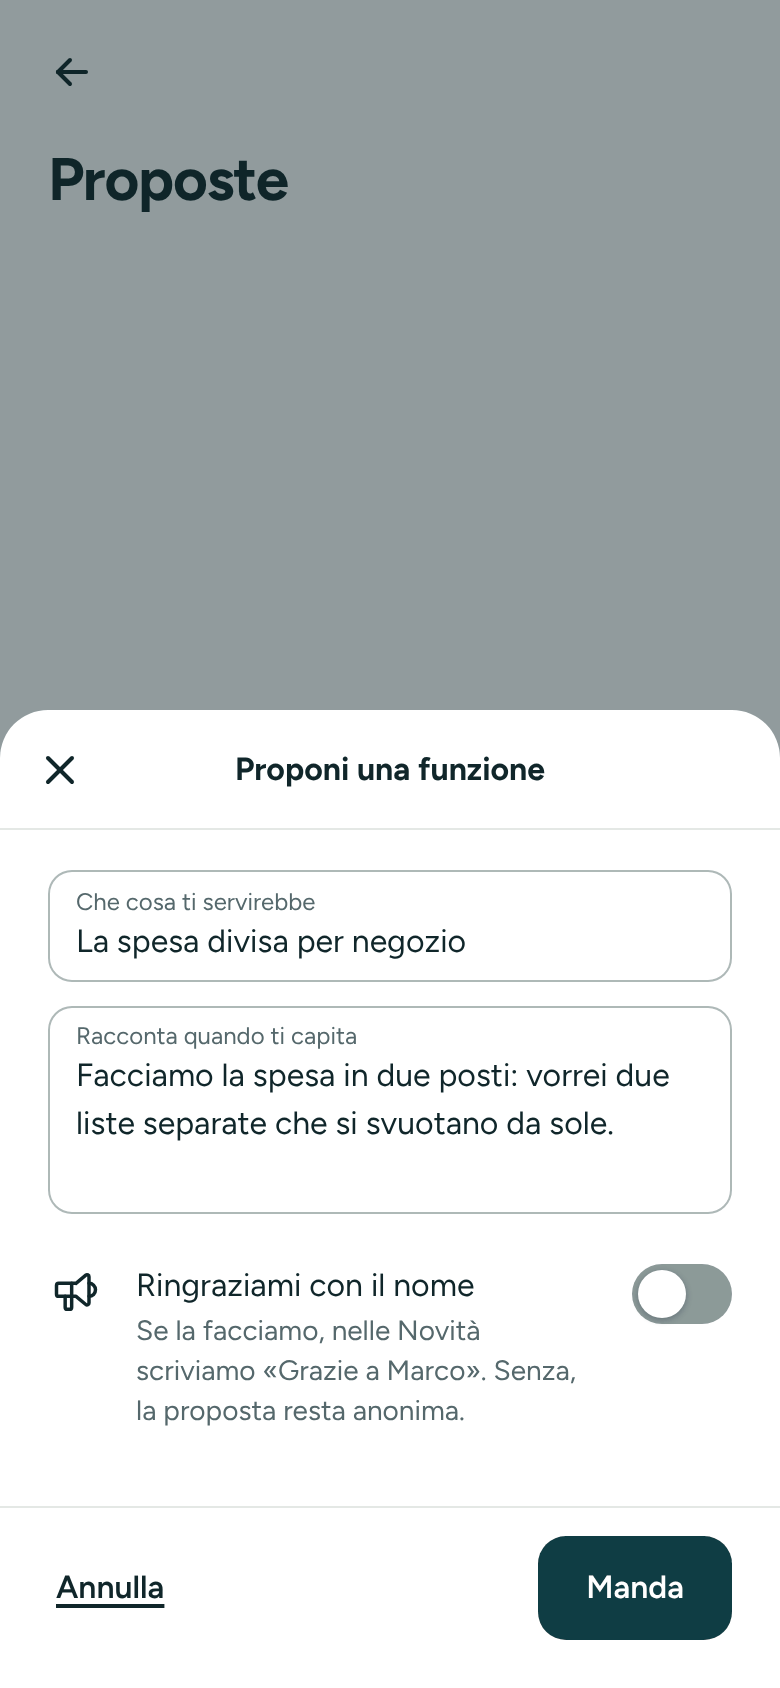 Proposte
Proponi una funzione
Che cosa ti servirebbe
La spesa divisa per negozio
Racconta quando ti capita
Facciamo la spesa in due posti: vorrei due
liste separate che si svuotano da sole.
Ringraziami con il nome
Se la facciamo, nelle Novità
scriviamo «Grazie a Marco». Senza,
la proposta resta anonima.
Annulla
Manda